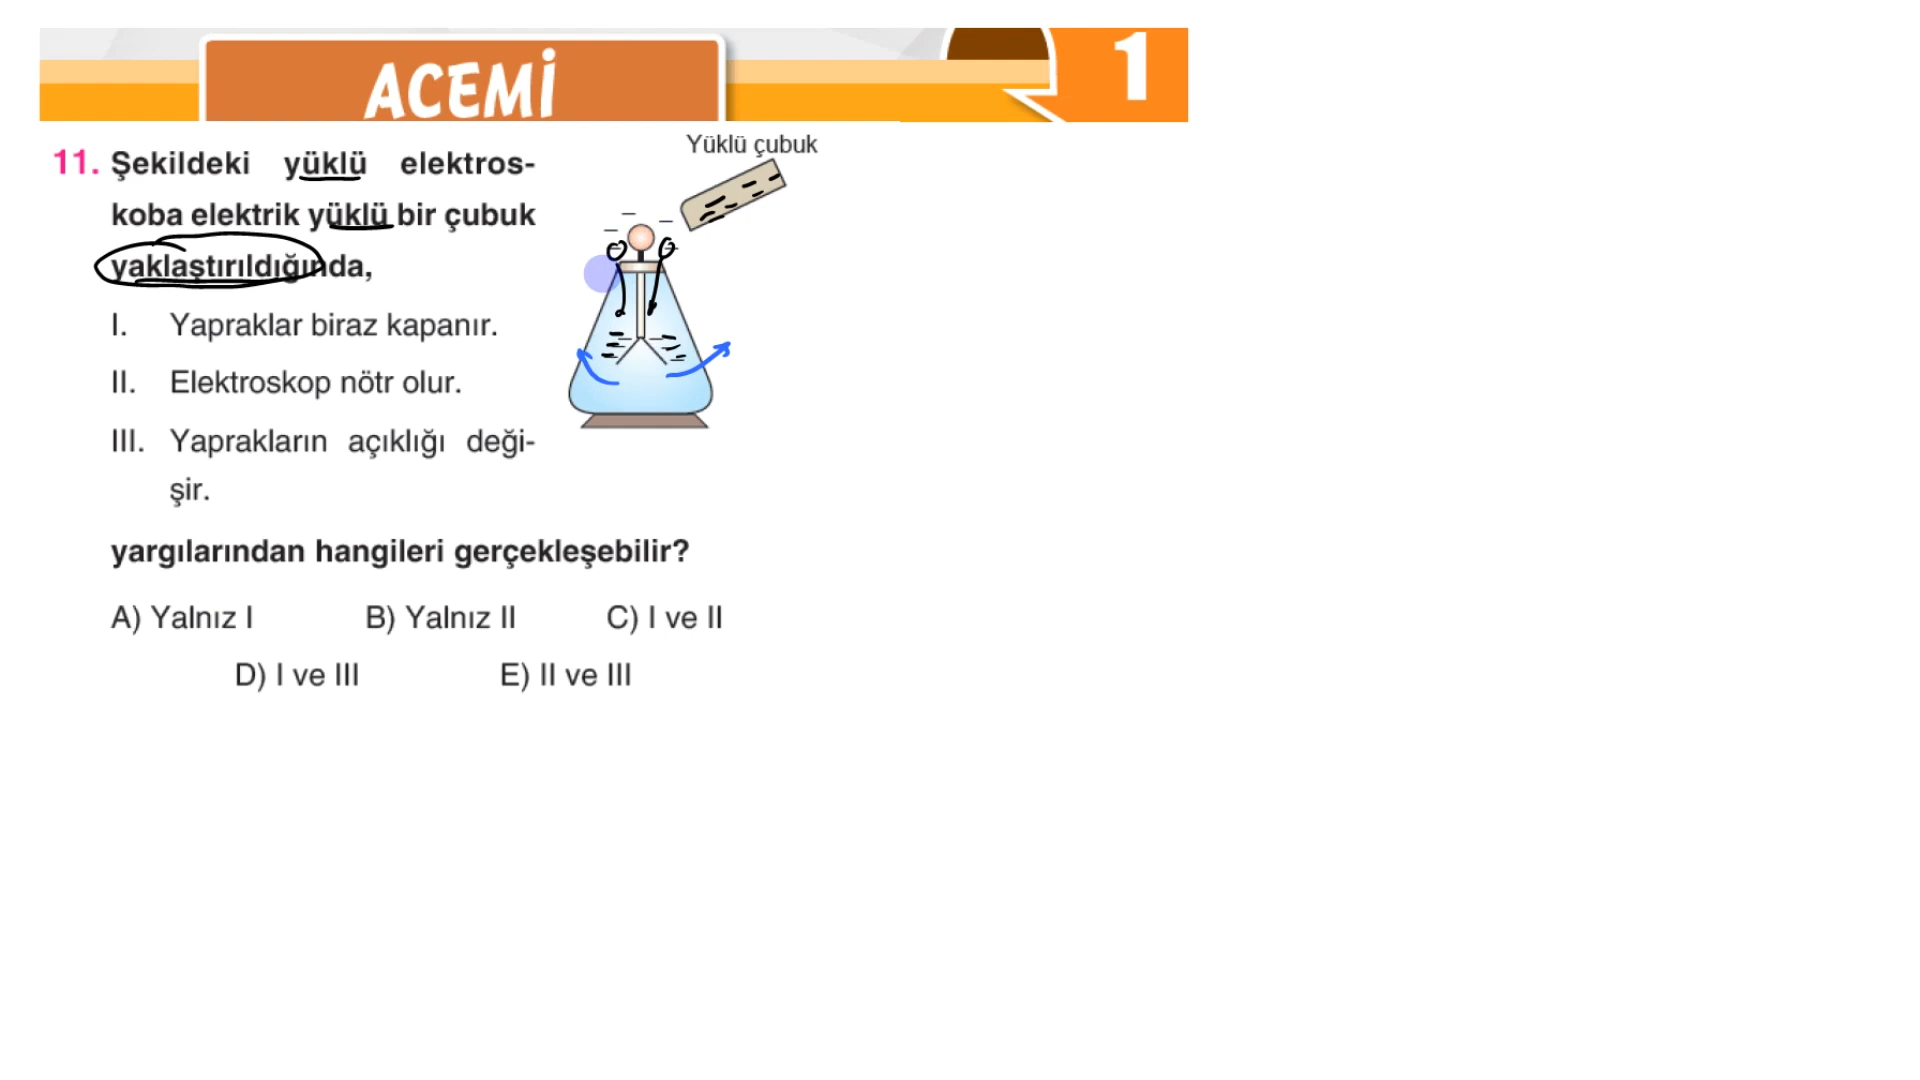 ACEMİ
1
11. Şekildeki yüklü elektros-
koba elektrik yüklü bir çubuk
yaklaştırıldığında,
I. Yapraklar biraz kapanır.
II. Elektroskop nötr olur.
III. Yaprakların açıklığı deği-
şir.
Yüklü çubuk
yargılarından hangileri gerçekleşebilir?
A) Yalnız I B) Yalnız II C) I ve II
D) I ve III E) II ve III